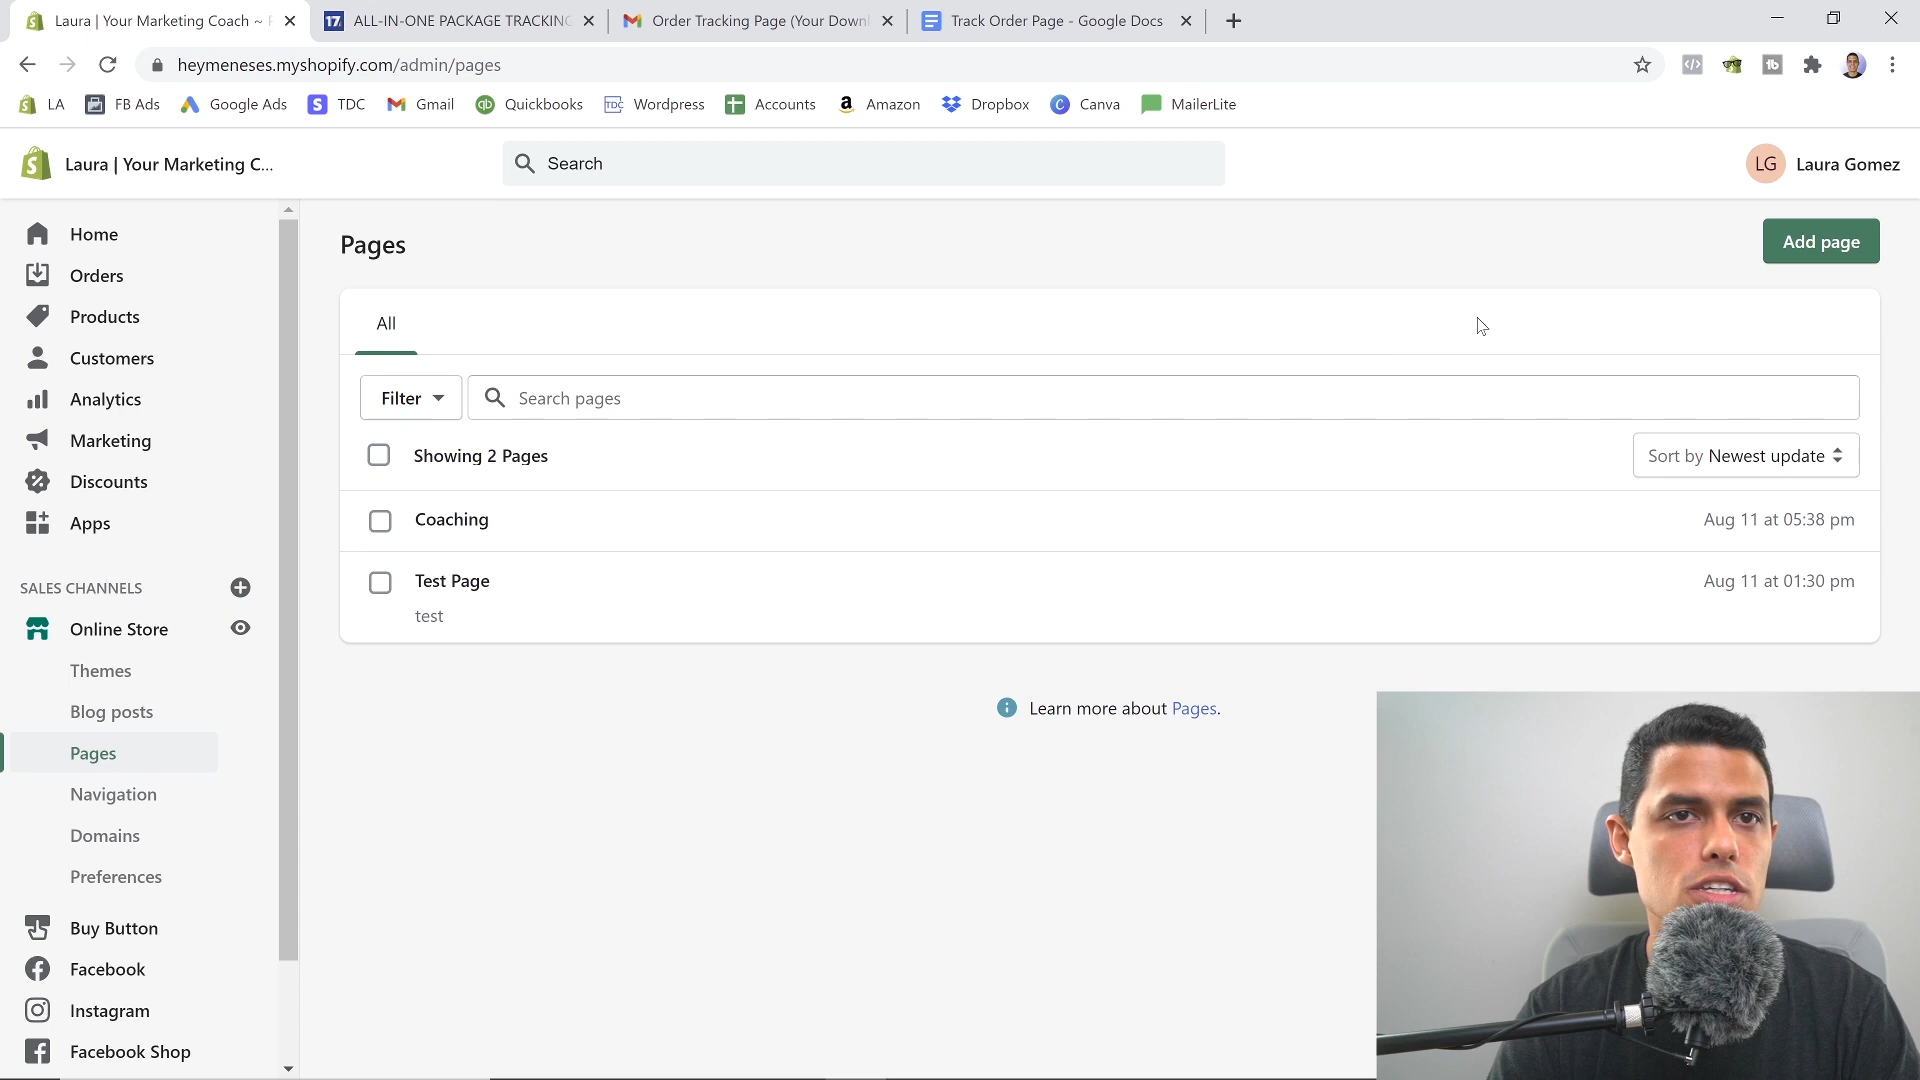 Laura | Your Marketing Coach ~
17 ALL-IN-ONE PACKAGE TRACKING
Order Tracking Page (Your Downl
Track Order Page - Google Docs
heymeneses.myshopify.com/admin/pages
LA
FB Ads
Google Ads
TDC
Gmail
Quickbooks
Wordpress
Accounts
Amazon
Dropbox
Canva
MailerLite
Laura | Your Marketing C...
Search
LG Laura Gomez
Home
Orders
Products
Customers
Analytics
Marketing
Discounts
Apps
SALES CHANNELS
Online Store
Themes
Blog posts
Pages
Navigation
Domains
Preferences
Buy Button
Facebook
Instagram
Facebook Shop
Pages
Add page
All
Filter
Search pages
Showing 2 Pages
Sort by Newest update
Coaching
Aug 11 at 05:38 pm
Test Page
Aug 11 at 01:30 pm
test
Learn more about Pages.